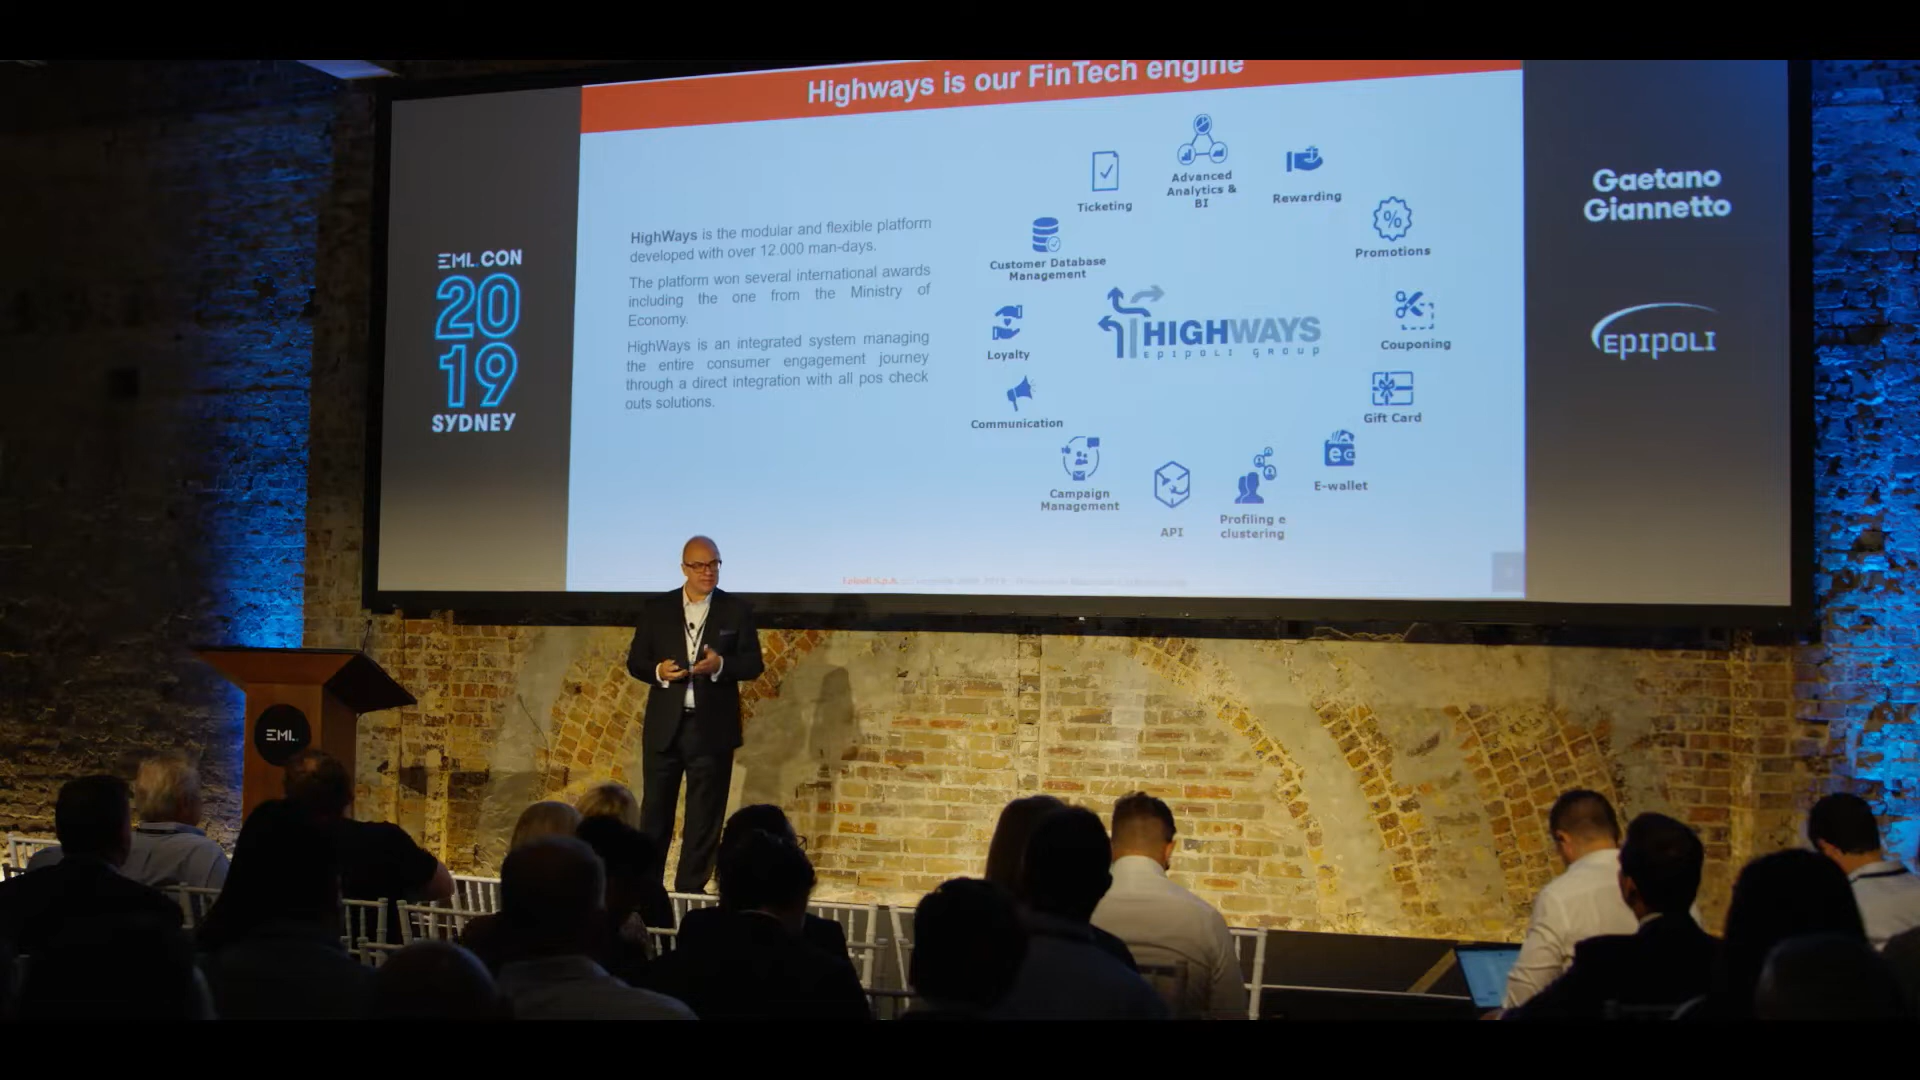 Highways is our FinTech engine
EML CON
20
19
SYDNEY
HighWays is the modular and flexible platform
developed with over 12.000 man-days.
The platform won several international awards
including the one from the Ministry of
Economy.
HighWays is an integrated system managing
the entire consumer engagement journey
through a direct integration with all pos check
outs solutions.
Advanced
Analytics &
BI
Ticketing
Rewarding
Customer Database
Management
Promotions
HIGHWAYS
EPIPOLI GROUP
Loyalty
Couponing
Communication
Gift Card
Campaign
Management
API
Profiling e
clustering
E-wallet
e
%
Gaetano
Giannetto
EPIPOLI
Epipoli S.p.A.
EML